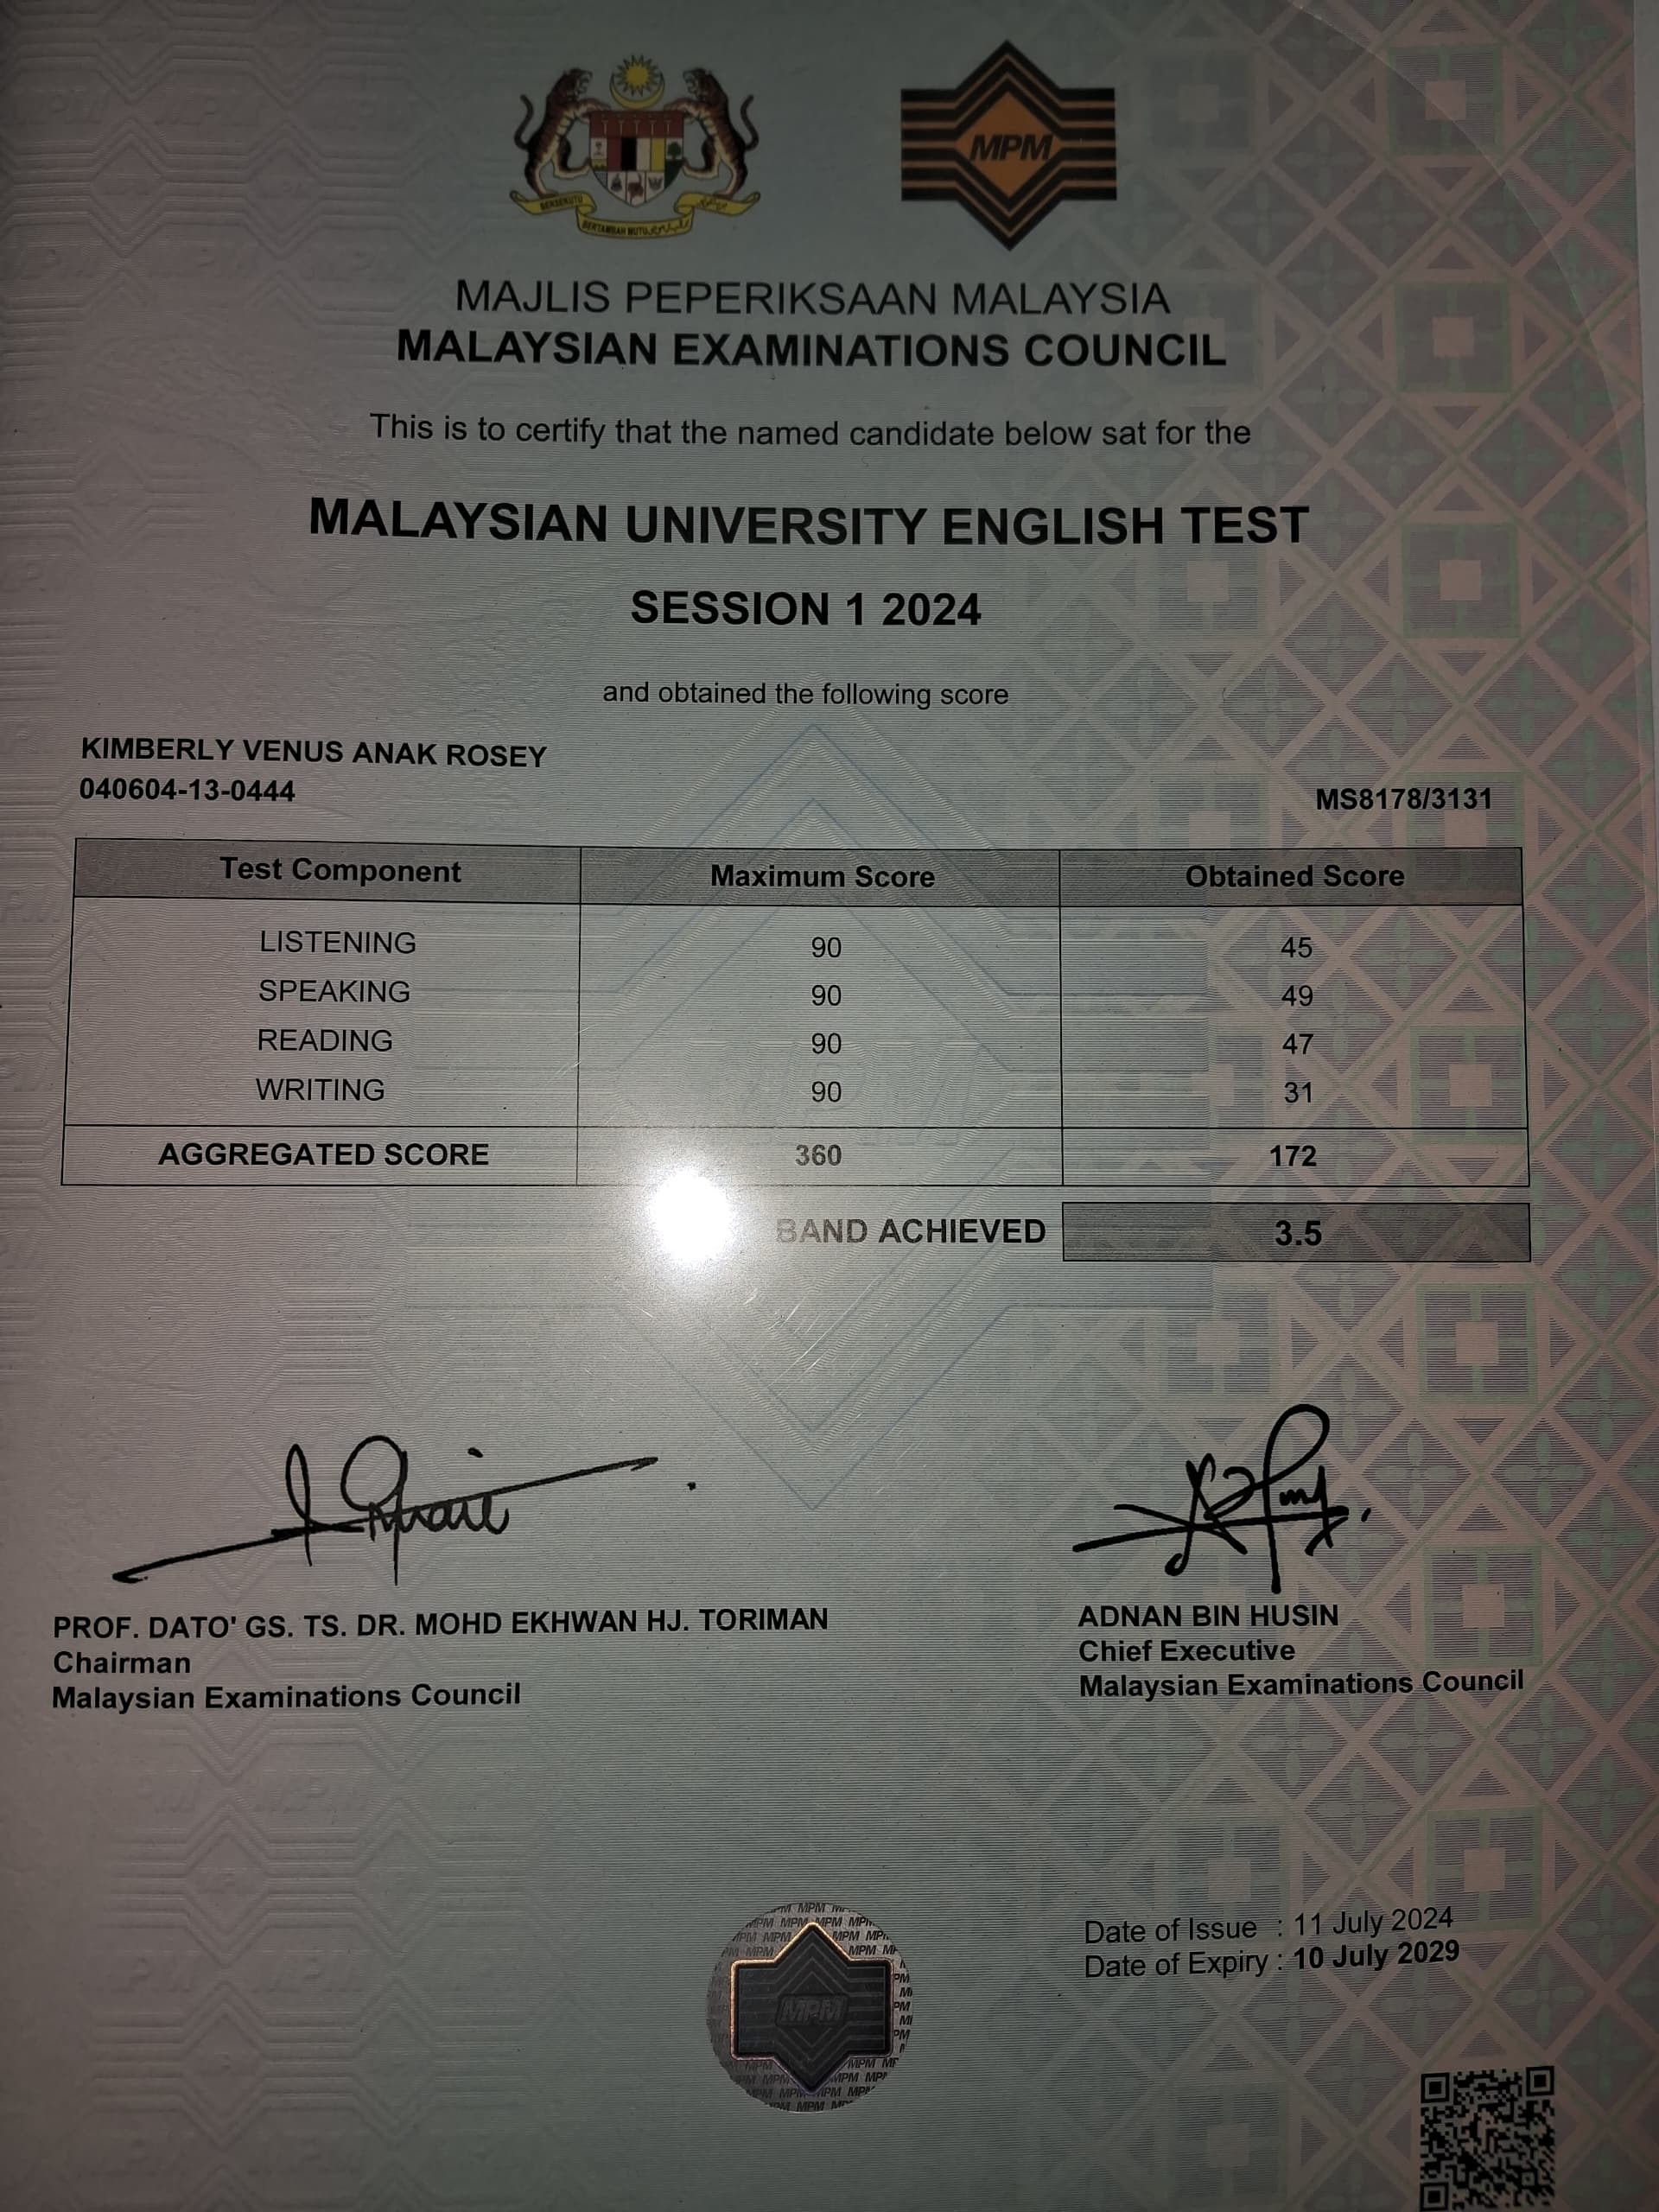 MPM
BERSEKUTU
BERTAMBAH MUTU
MAJLIS PEPERIKSAAN MALAYSIA
MALAYSIAN EXAMINATIONS COUNCIL
This is to certify that the named candidate below sat for the
MALAYSIAN UNIVERSITY ENGLISH TEST
SESSION 1 2024
and obtained the following score
KIMBERLY VENUS ANAK ROSEY
040604-13-0444 MS8178/3131
Test Component Maximum Score Obtained Score
LISTENING 90 45
SPEAKING 90 49
READING 90 47
WRITING 90 31
AGGREGATED SCORE 360 172
BAND ACHIEVED 3.5
PROF. DATO' GS. TS. DR. MOHD EKHWAN HJ. TORIMAN
Chairman
Malaysian Examinations Council
ADNAN BIN HUSIN
Chief Executive
Malaysian Examinations Council
Date of Issue : 11 July 2024
Date of Expiry : 10 July 2029
MPM